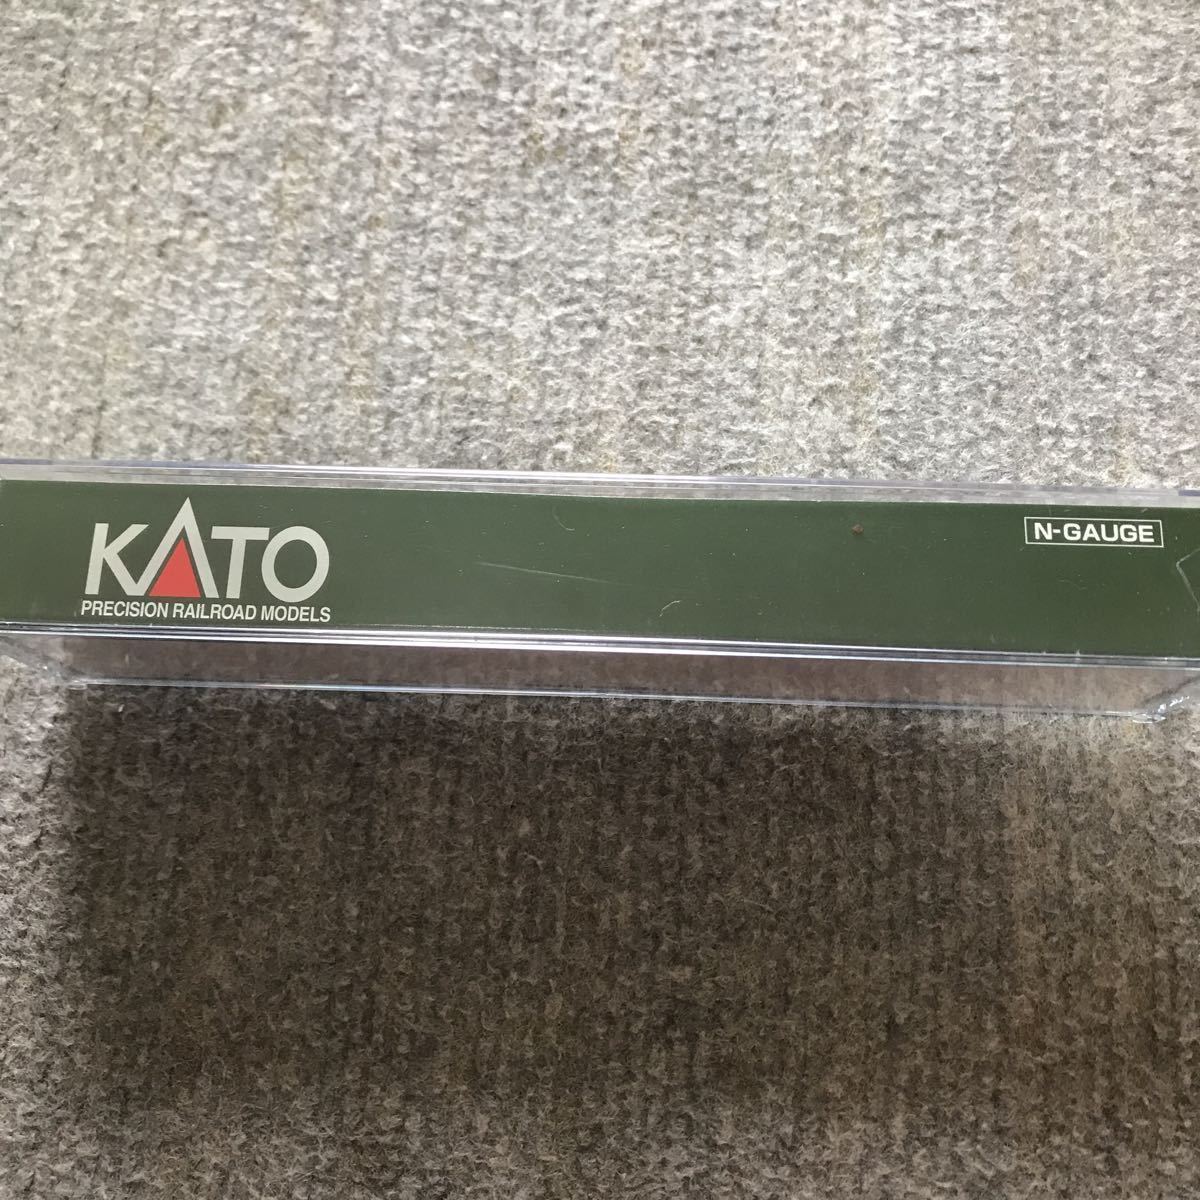 KATO
PRECISION RAILROAD MODELS
N-GAUGE